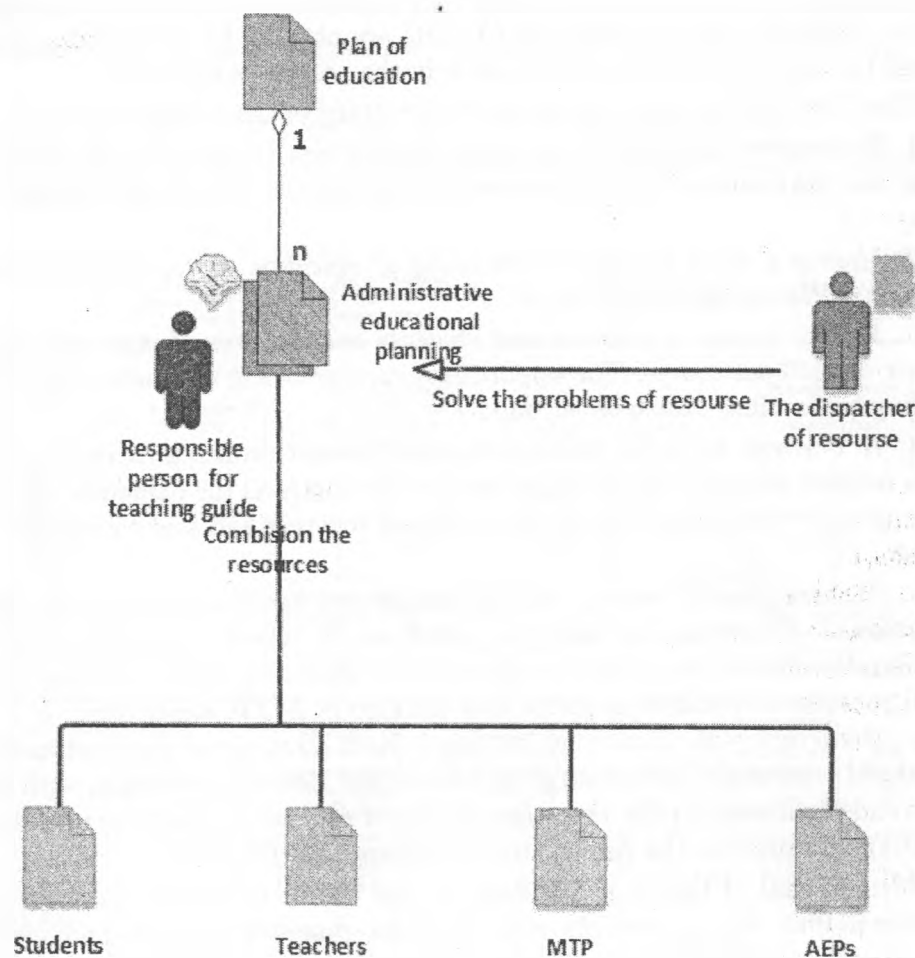 Plan of
education
1
n
Administrative
educational
planning
Solve the problems of resourse
The dispatcher
of resourse
Responsible
person for
teaching guide
Combision the
resources
Students
Teachers
MTP
AEPs